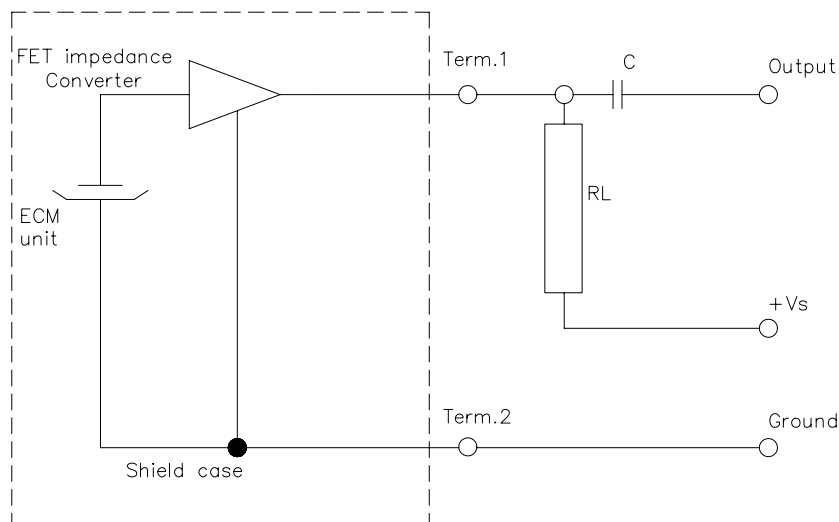 FET impedance
Converter
Term.1
C
Output
RL
ECM
unit
+Vs
Term.2
Ground
Shield case